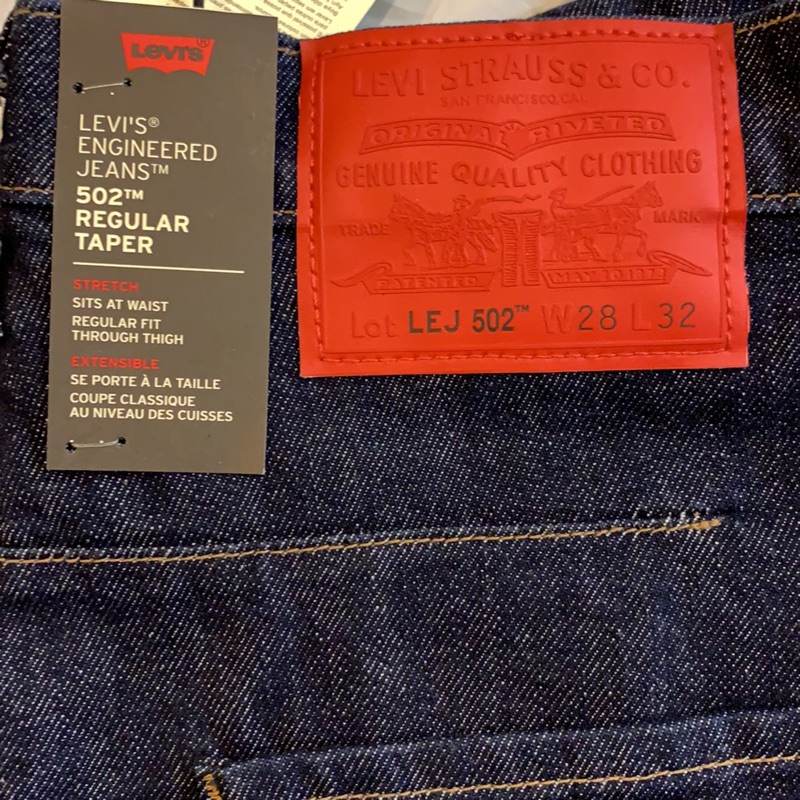 Levi's®
LEVI'S®
ENGINEERED
JEANS™
502™
REGULAR
TAPER
STRETCH
SITS AT WAIST
REGULAR FIT
THROUGH THIGH
EXTENSIBLE
SE PORTE À LA TAILLE
COUPE CLASSIQUE
AU NIVEAU DES CUISSES
LEVI STRAUSS & CO.
SAN FRANCISCO, CAL
ORIGINAL RIVETED
GENUINE QUALITY CLOTHING
TRADE MARK
PATENTED MAY 20 1873
Lot LEJ 502™ W 28 L 32